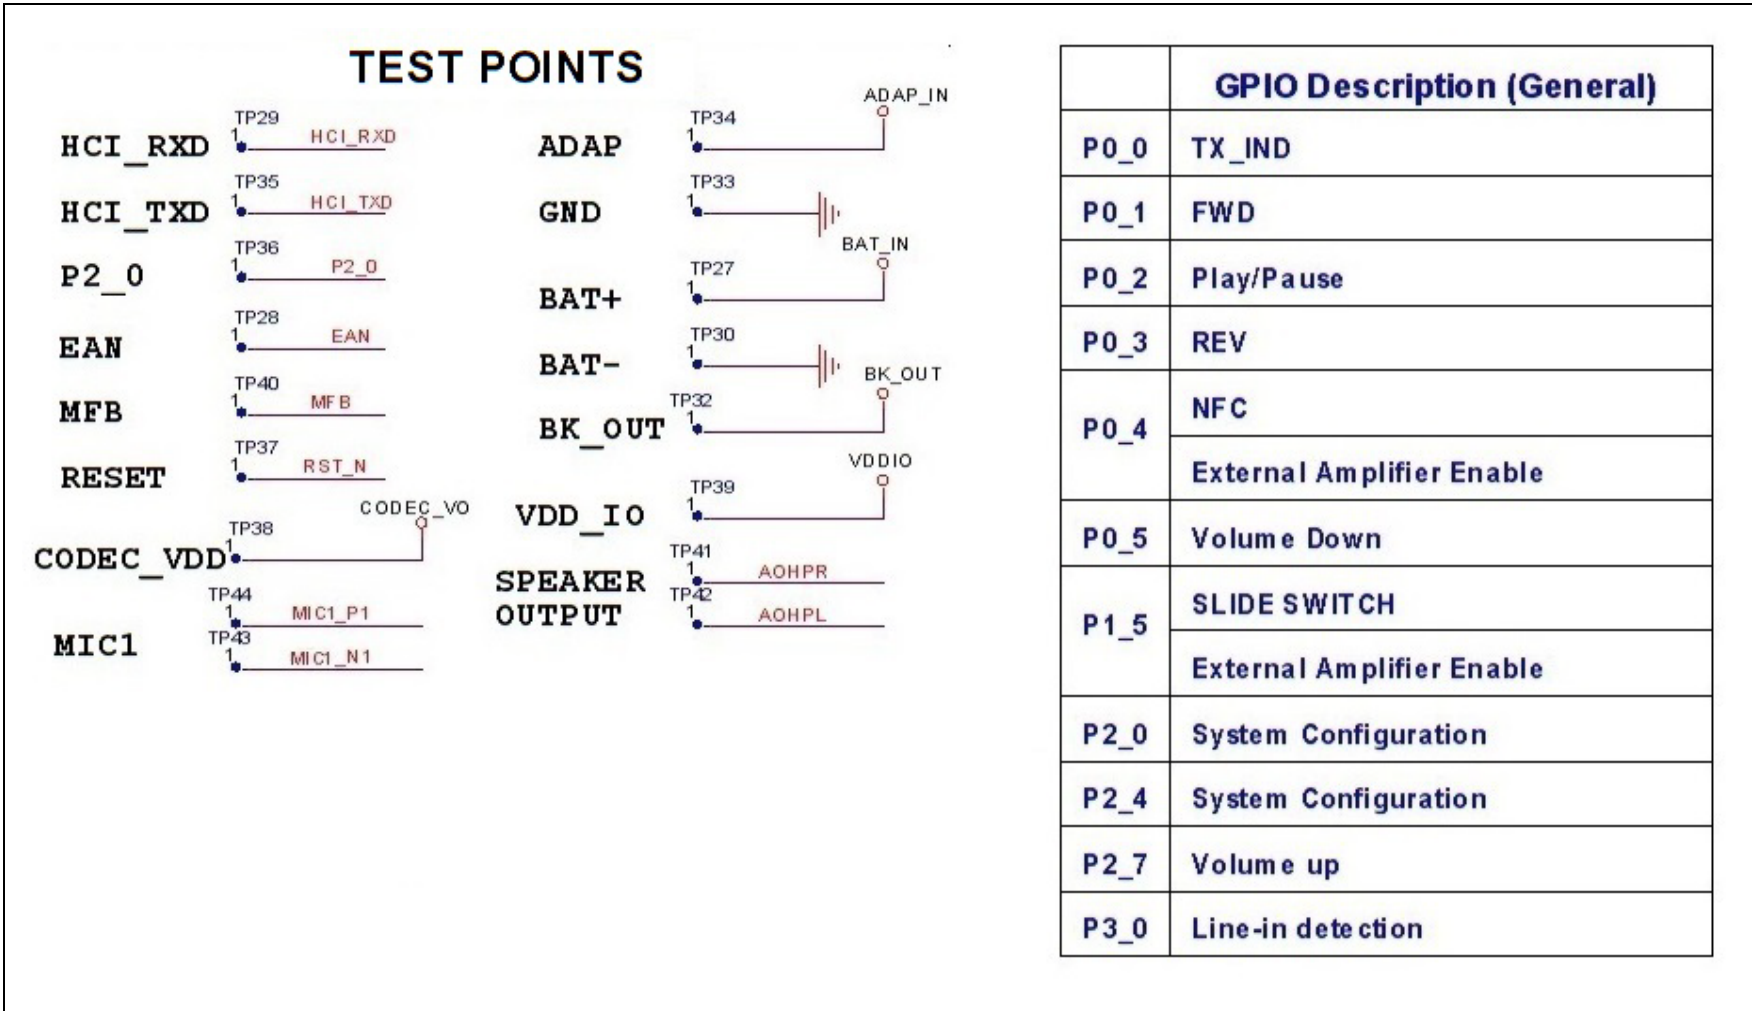 TEST POINTS
HCI_RXD
TP29
1
HCI_RXD
HCI_TXD
TP35
1
HCI_TXD
P2_0
TP36
1
P2_0
EAN
TP28
1
EAN
MFB
TP40
1
MFB
RESET
TP37
1
RST_N
CODEC_VDD
TP38
1
CODEC_VO
MIC1
TP44
1
MIC1_P1
TP43
1
MIC1_N1
ADAP
TP34
1
ADAP_IN
GND
TP33
1
BAT+
TP27
1
BAT_IN
BAT-
TP30
1
BK_OUT
TP32
1
BK_OUT
VDD_IO
TP39
1
VDDIO
SPEAKER
OUTPUT
TP41
1
AOHPR
TP42
1
AOHPL
GPIO Description (General)
P0_0 TX_IND
P0_1 FWD
P0_2 Play/Pause
P0_3 REV
P0_4 NFC
External Amplifier Enable
P0_5 Volume Down
P1_5 SLIDE SWITCH
External Amplifier Enable
P2_0 System Configuration
P2_4 System Configuration
P2_7 Volume up
P3_0 Line-in detection